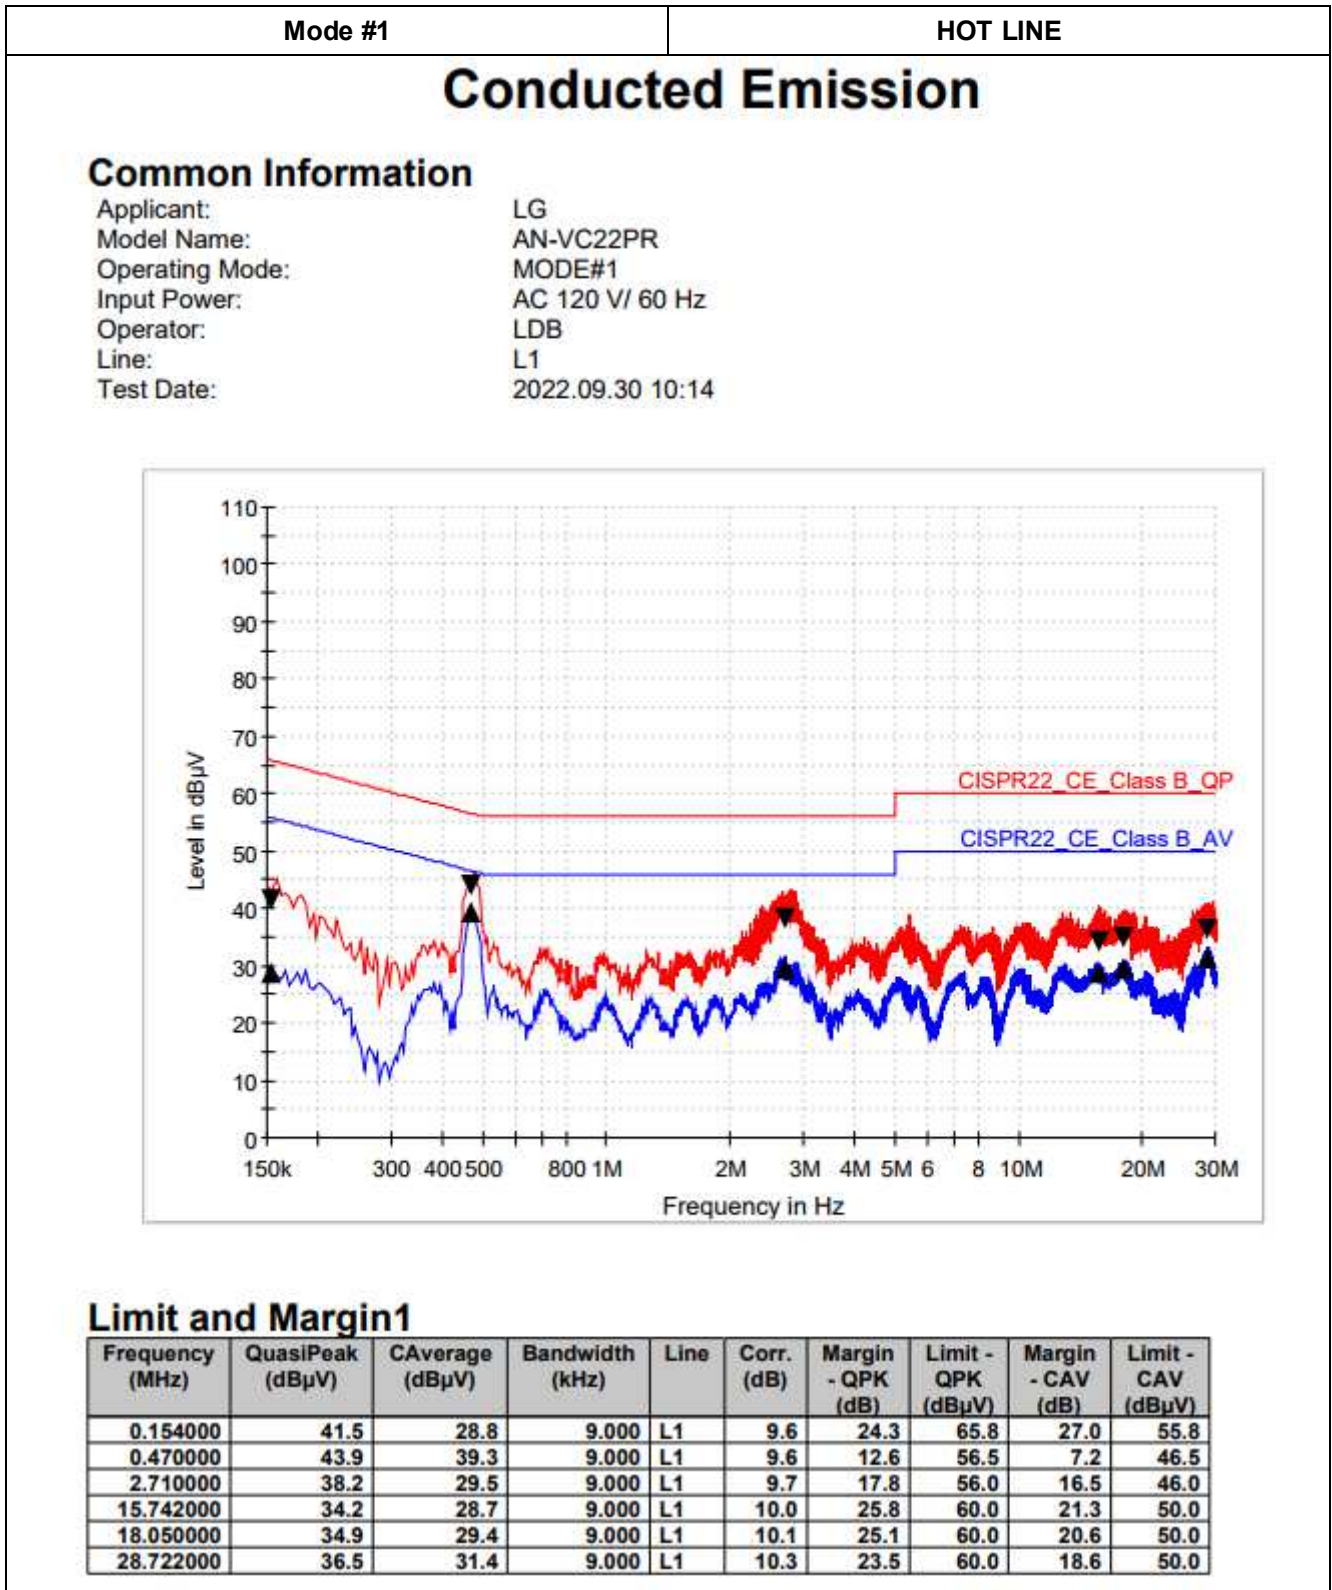 Mode #1 HOT LINE
Conducted Emission
Common Information
Applicant: LG
Model Name: AN-VC22PR
Operating Mode: MODE#1
Input Power: AC 120 V/ 60 Hz
Operator: LDB
Line: L1
Test Date: 2022.09.30 10:14
110
100
90
80
70
60
50
40
30
20
10
0
Level in dBµV
CISPR22_CE_Class B_QP
CISPR22_CE_Class B_AV
150k 300 400 500 800 1M 2M 3M 4M 5M 6 8 10M 20M 30M
Frequency in Hz
Limit and Margin1
Frequency QuasiPeak CAverage Bandwidth Line Corr. Margin Limit - Margin Limit -
(MHz) (dBµV) (dBµV) (kHz) (dB) - QPK QPK - CAV CAV
(dB) (dBµV) (dB) (dBµV)
0.154000 41.5 28.8 9.000 L1 9.6 24.3 65.8 27.0 55.8
0.470000 43.9 39.3 9.000 L1 9.6 12.6 56.5 7.2 46.5
2.710000 38.2 29.5 9.000 L1 9.7 17.8 56.0 16.5 46.0
15.742000 34.2 28.7 9.000 L1 10.0 25.8 60.0 21.3 50.0
18.050000 34.9 29.4 9.000 L1 10.1 25.1 60.0 20.6 50.0
28.722000 36.5 31.4 9.000 L1 10.3 23.5 60.0 18.6 50.0